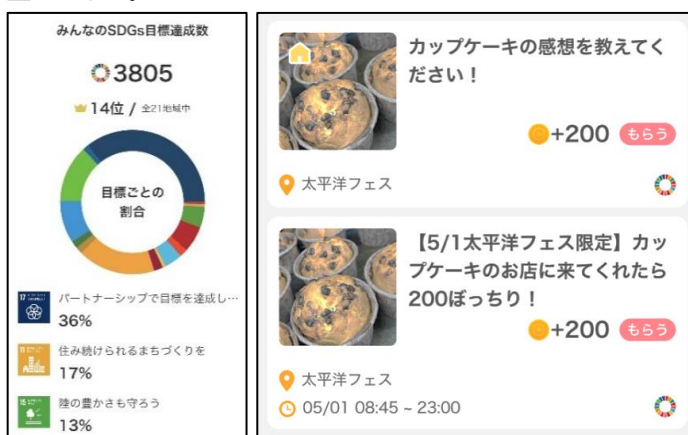 みんなのSDGs目標達成数
3805
14位 / 全21地域中
目標ごとの
割合
17
パートナーシップで目標を達成し…
36%
11
住み続けられるまちづくりを
17%
15
陸の豊かさも守ろう
13%
カップケーキの感想を教えてく
ださい！
+200 もらう
太平洋フェス
【5/1太平洋フェス限定】カッ
プケーキのお店に来てくれたら
200ぼっちり！
+200 もらう
太平洋フェス
05/01 08:45 ~ 23:00